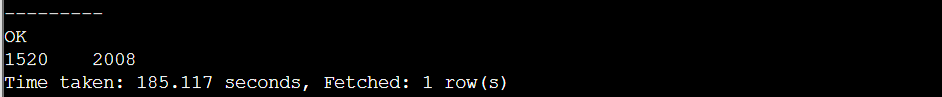 ---------
OK
1520    2008
Time taken: 185.117 seconds, Fetched: 1 row(s)